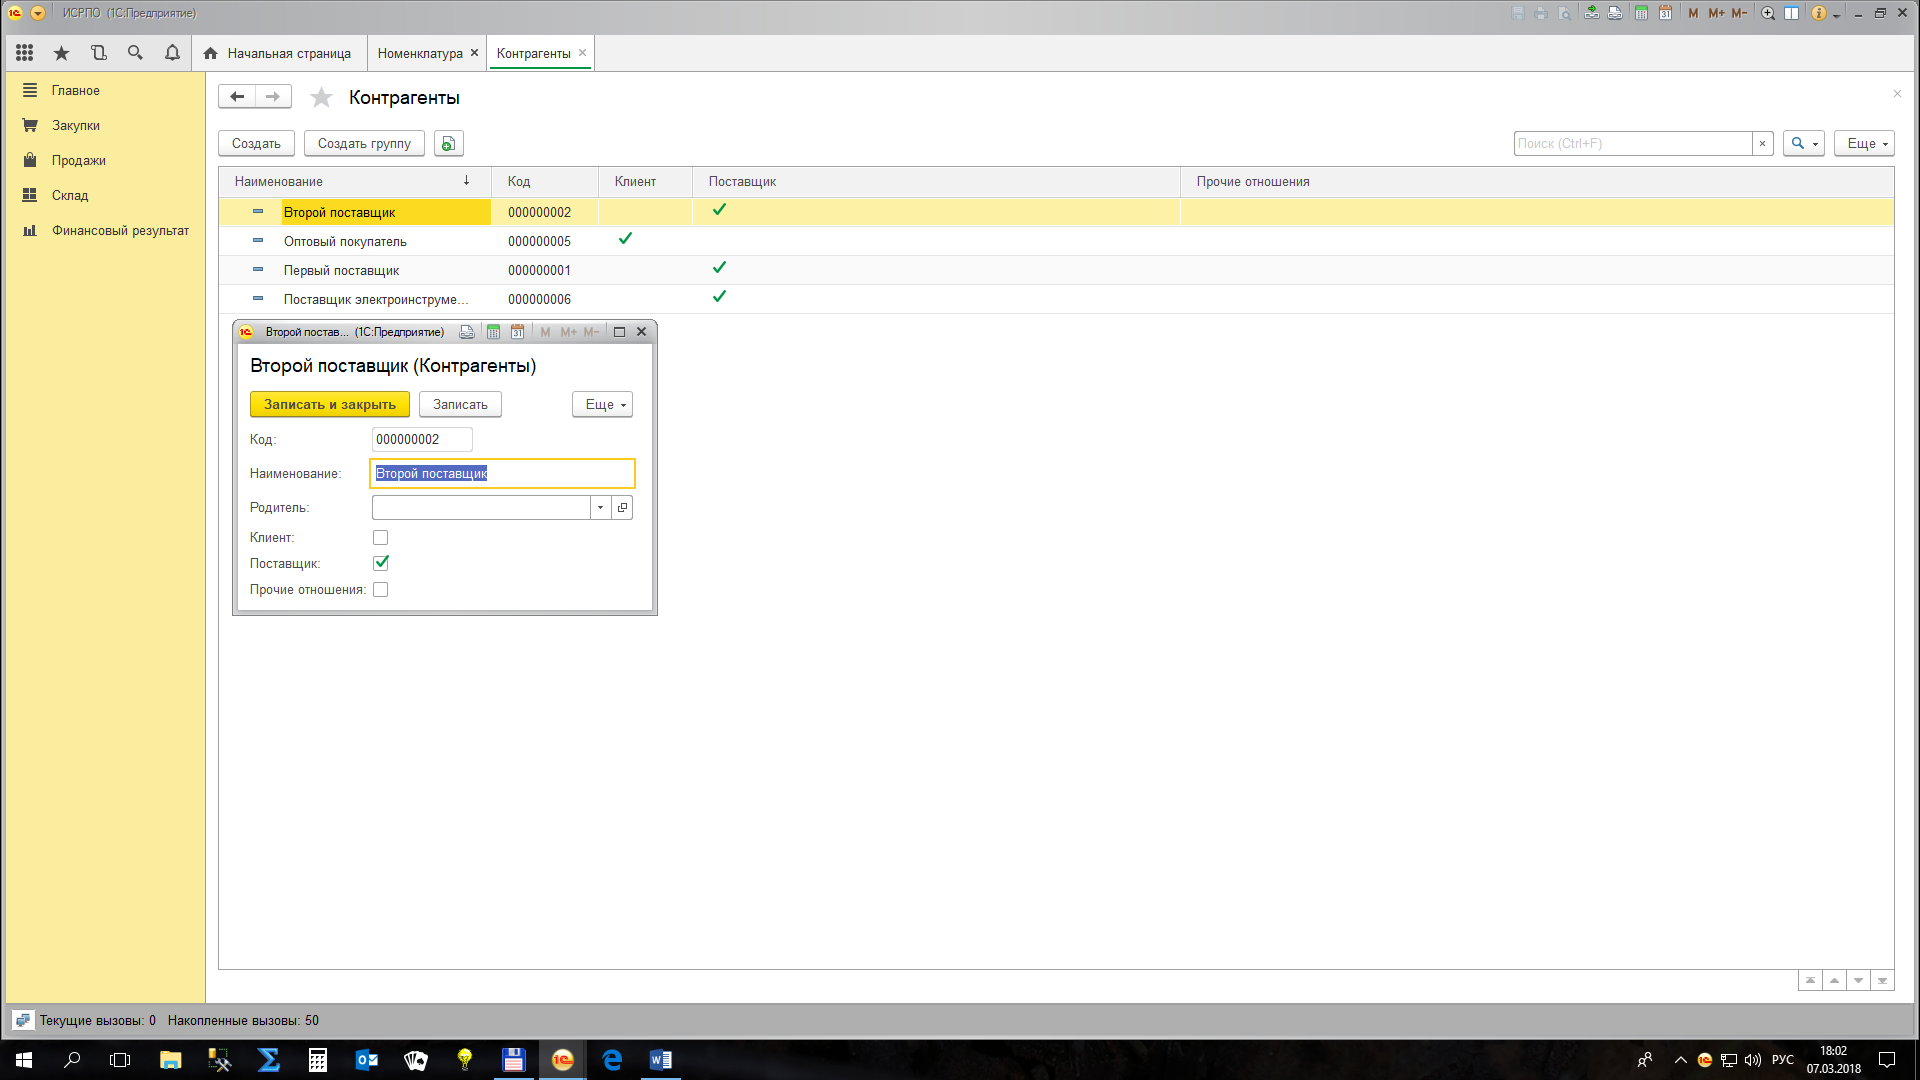 ИСРПО (1С:Предприятие)
M M+ M-
Начальная страница
Номенклатура
Контрагенты
Главное
Закупки
Продажи
Склад
Финансовый результат
Контрагенты
Создать
Создать группу
Поиск (Ctrl+F)
Еще
Наименование Код Клиент Поставщик Прочие отношения
Второй поставщик 000000002
Оптовый покупатель 000000005
Первый поставщик 000000001
Поставщик электроинструме... 000000006
Второй постав... (1С:Предприятие) 31 M M+ M-
Второй поставщик (Контрагенты)
Записать и закрыть Записать Еще
Код: 000000002
Наименование: Второй поставщик
Родитель:
Клиент:
Поставщик:
Прочие отношения:
Текущие вызовы: 0 Накопленные вызовы: 50
РУС
18:02
07.03.2018